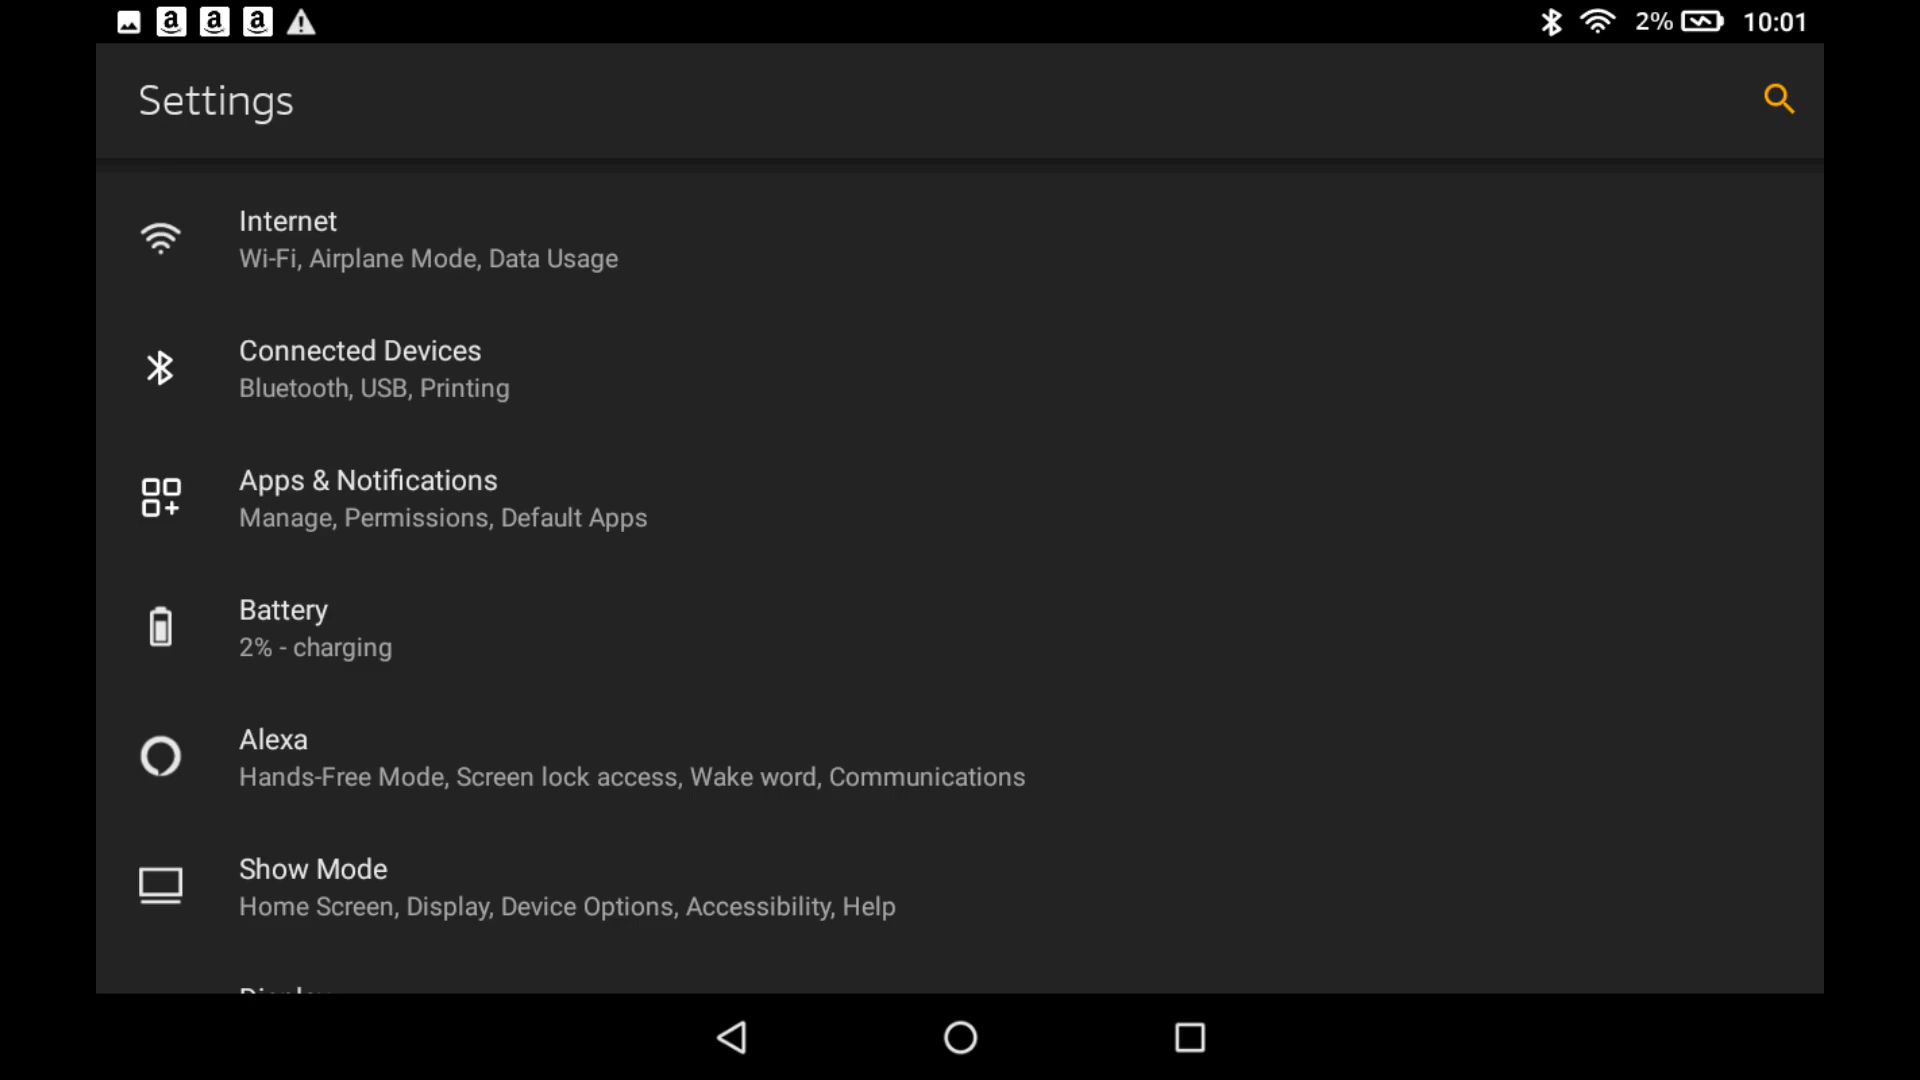 2% 10:01
Settings
Internet
Wi-Fi, Airplane Mode, Data Usage
Connected Devices
Bluetooth, USB, Printing
Apps & Notifications
Manage, Permissions, Default Apps
Battery
2% - charging
Alexa
Hands-Free Mode, Screen lock access, Wake word, Communications
Show Mode
Home Screen, Display, Device Options, Accessibility, Help
Display